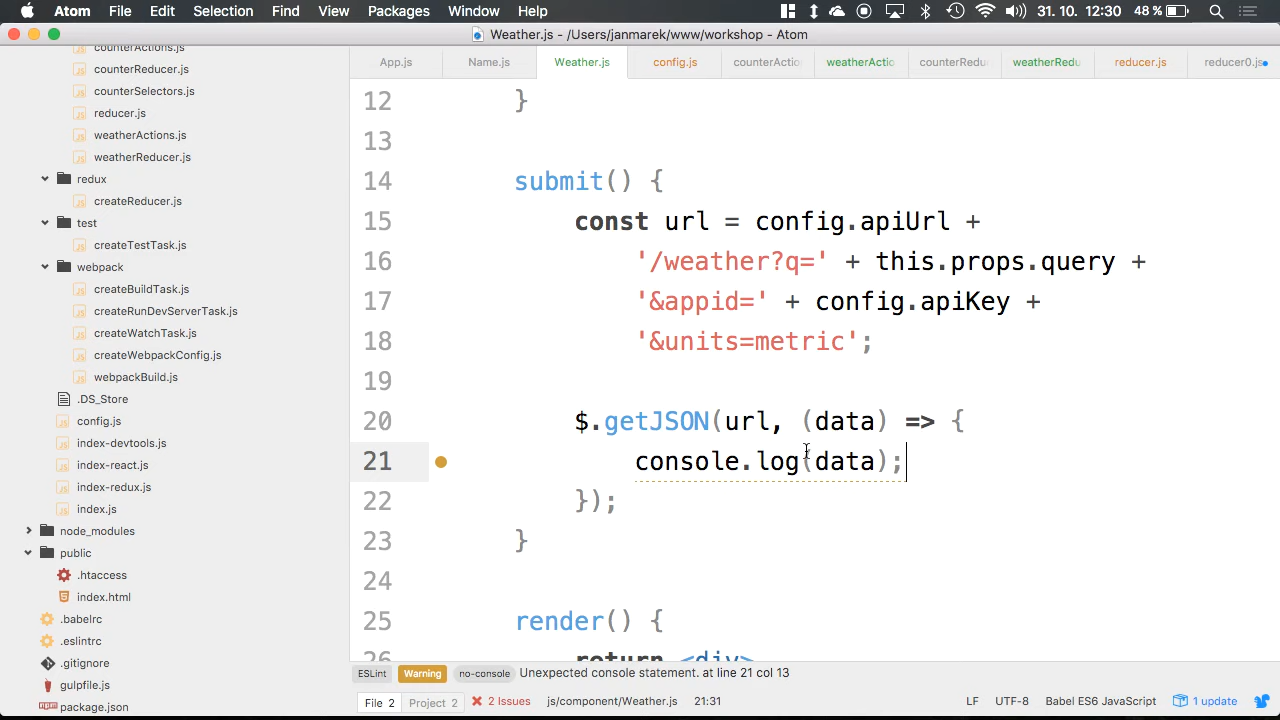 Atom File Edit Selection Find View Packages Window Help 31. 10. 12:30 48 %
Weather.js - /Users/janmarek/www/workshop - Atom
App.js Name.js Weather.js config.js counterActio weatherActio counterRedu weatherRedu reducer.js reducer0.js
counterActions.js
counterReducer.js
counterSelectors.js
reducer.js
weatherActions.js
weatherReducer.js
redux
createReducer.js
test
createTestTask.js
webpack
createBuildTask.js
createRunDevServerTask.js
createWatchTask.js
createWebpackConfig.js
webpackBuild.js
.DS_Store
config.js
index-devtools.js
index-react.js
index-redux.js
index.js
node_modules
public
.htaccess
index.html
.babelrc
.eslintrc
.gitignore
gulpfile.js
package.json
12 }
13
14 submit() {
15 const url = config.apiUrl +
16 '/weather?q=' + this.props.query +
17 '&appid=' + config.apiKey +
18 '&units=metric';
19
20 $.getJSON(url, (data) => {
21 console.log(data);
22 });
23 }
24
25 render() {
26 return <div>
ESLint Warning no-console Unexpected console statement. at line 21 col 13
File 2 Project 2 2 Issues js/component/Weather.js 21:31 LF UTF-8 Babel ES6 JavaScript 1 update